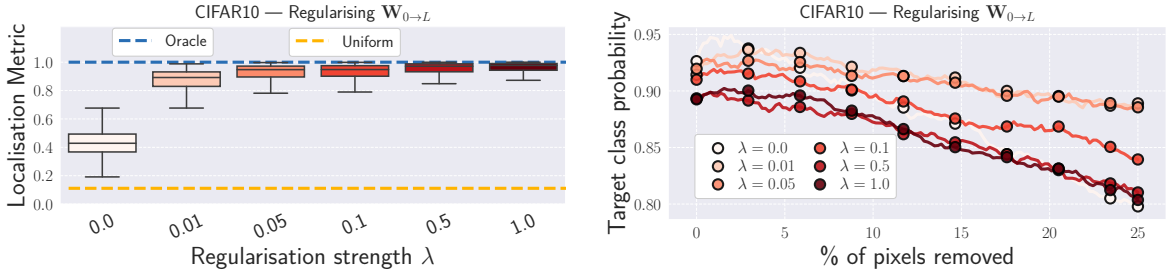 CIFAR10 — Regularising W₀→L
Oracle
Uniform
Localisation Metric
1.0
0.8
0.6
0.4
0.2
0.0
0.0 0.01 0.05 0.1 0.5 1.0
Regularisation strength λ
CIFAR10 — Regularising W₀→L
Target class probability
0.95
0.90
0.85
0.80
λ = 0.0
λ = 0.01
λ = 0.05
λ = 0.1
λ = 0.5
λ = 1.0
0 5 10 15 20 25
% of pixels removed